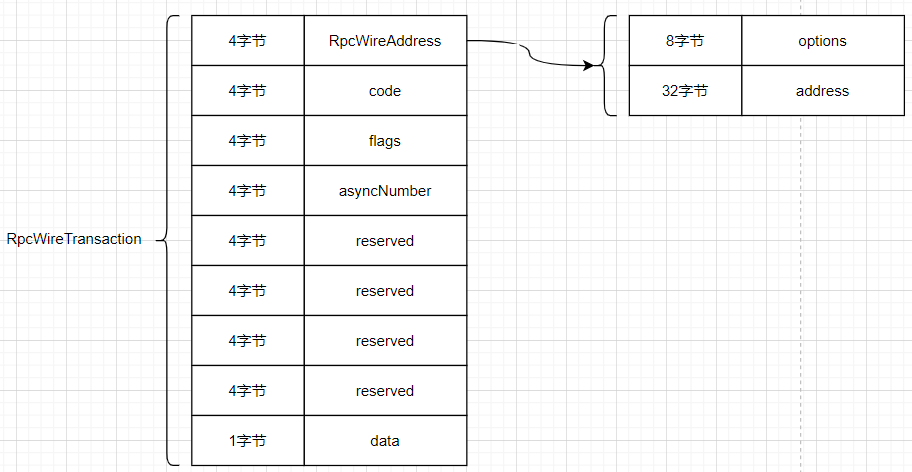 4字节 RpcWireAddress
4字节 code
4字节 flags
4字节 asyncNumber
4字节 reserved
4字节 reserved
4字节 reserved
4字节 reserved
1字节 data
RpcWireTransaction
8字节 options
32字节 address